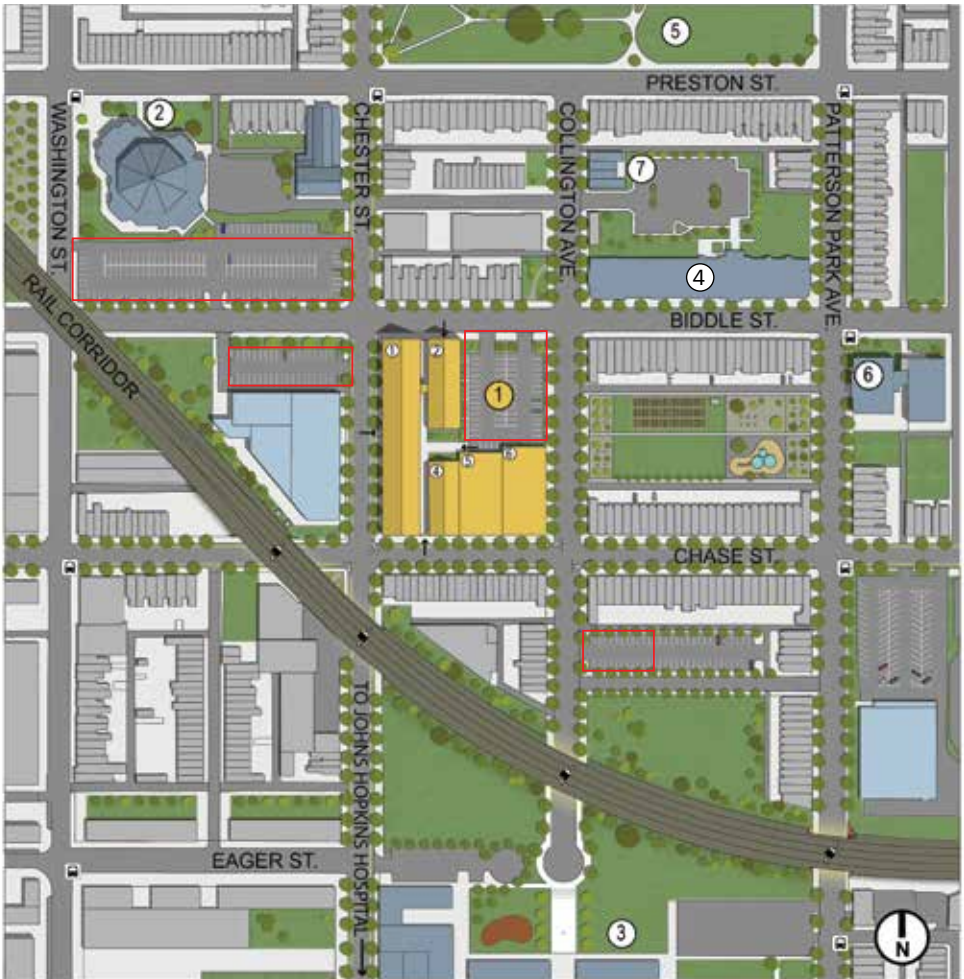 5
PRESTON ST.
2
WASHINGTON ST.
CHESTER ST.
COLLINGTON AVE.
PATTERSON PARK AVE.
7
4
RAIL CORRIDOR
BIDDLE ST.
1
2
1
6
4
5
6
CHASE ST.
TO JOHNS HOPKINS HOSPITAL
EAGER ST.
3
N